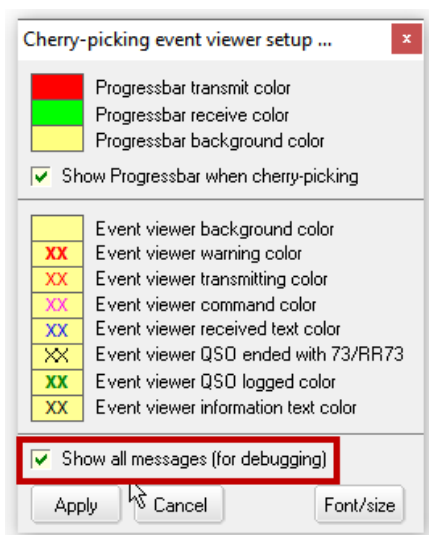 Cherry-picking event viewer setup ...
x
Progressbar transmit color
Progressbar receive color
Progressbar background color
Show Progressbar when cherry-picking
Event viewer background color
XX Event viewer warning color
XX Event viewer transmitting color
XX Event viewer command color
XX Event viewer received text color
XX Event viewer QSO ended with 73/RR73
XX Event viewer QSO logged color
XX Event viewer information text color
Show all messages (for debugging)
Apply Cancel Font/size